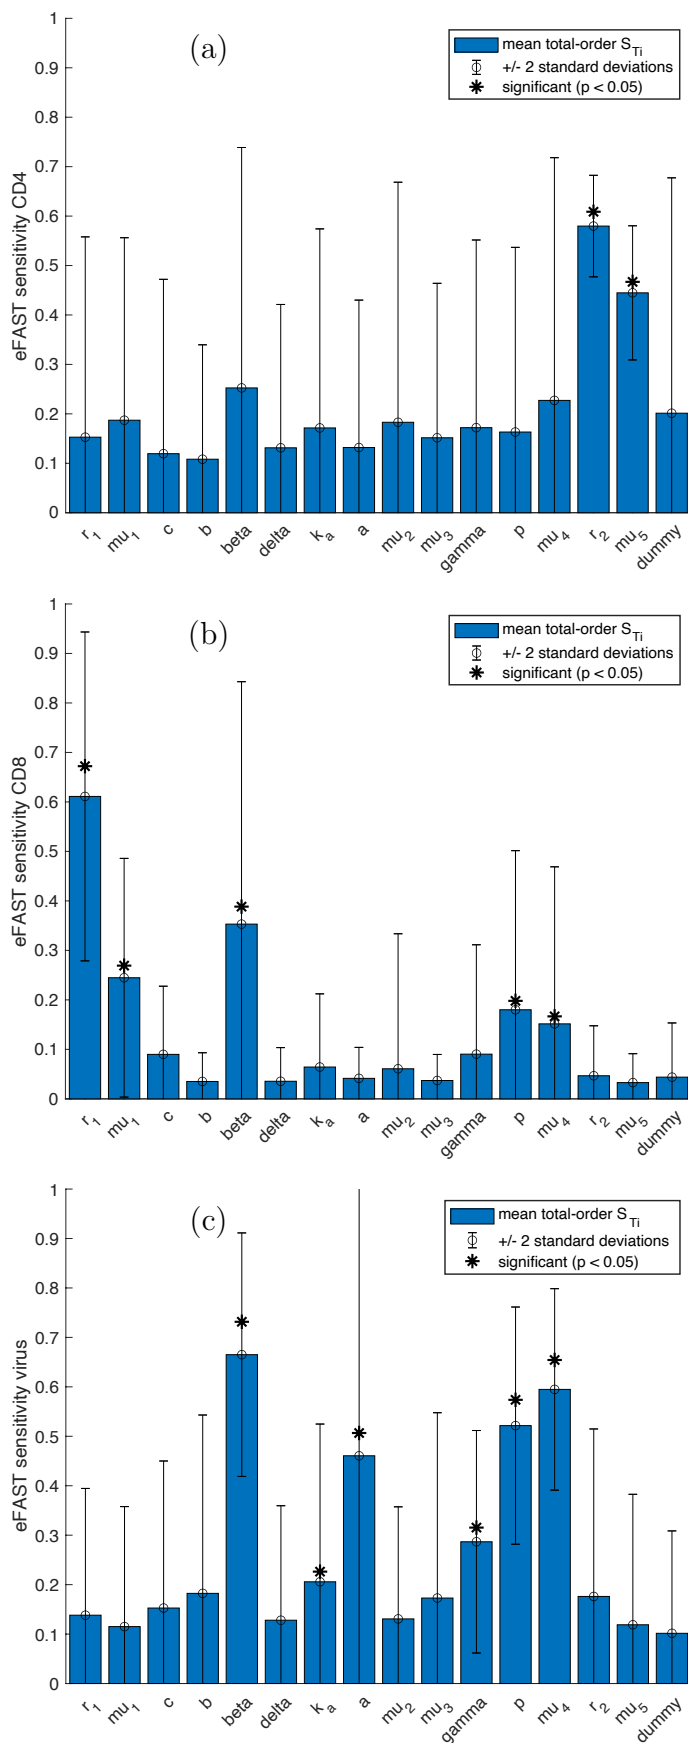 (a)
mean total-order S_Ti
+/- 2 standard deviations
significant (p < 0.05)
eFAST sensitivity CD4
1
0.9
0.8
0.7
0.6
0.5
0.4
0.3
0.2
0.1
0
r_1 mu_1 c b beta delta k_a a mu_2 mu_3 gamma p mu_4 r_2 mu_5 dummy
(b)
mean total-order S_Ti
+/- 2 standard deviations
significant (p < 0.05)
eFAST sensitivity CD8
1
0.9
0.8
0.7
0.6
0.5
0.4
0.3
0.2
0.1
0
r_1 mu_1 c b beta delta k_a a mu_2 mu_3 gamma p mu_4 r_2 mu_5 dummy
(c)
mean total-order S_Ti
+/- 2 standard deviations
significant (p < 0.05)
eFAST sensitivity virus
1
0.9
0.8
0.7
0.6
0.5
0.4
0.3
0.2
0.1
0
r_1 mu_1 c b beta delta k_a a mu_2 mu_3 gamma p mu_4 r_2 mu_5 dummy